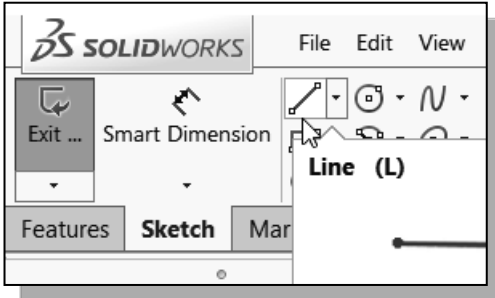 SOLIDWORKS File Edit View
Exit ... Smart Dimension
Line (L)
Features Sketch Mar